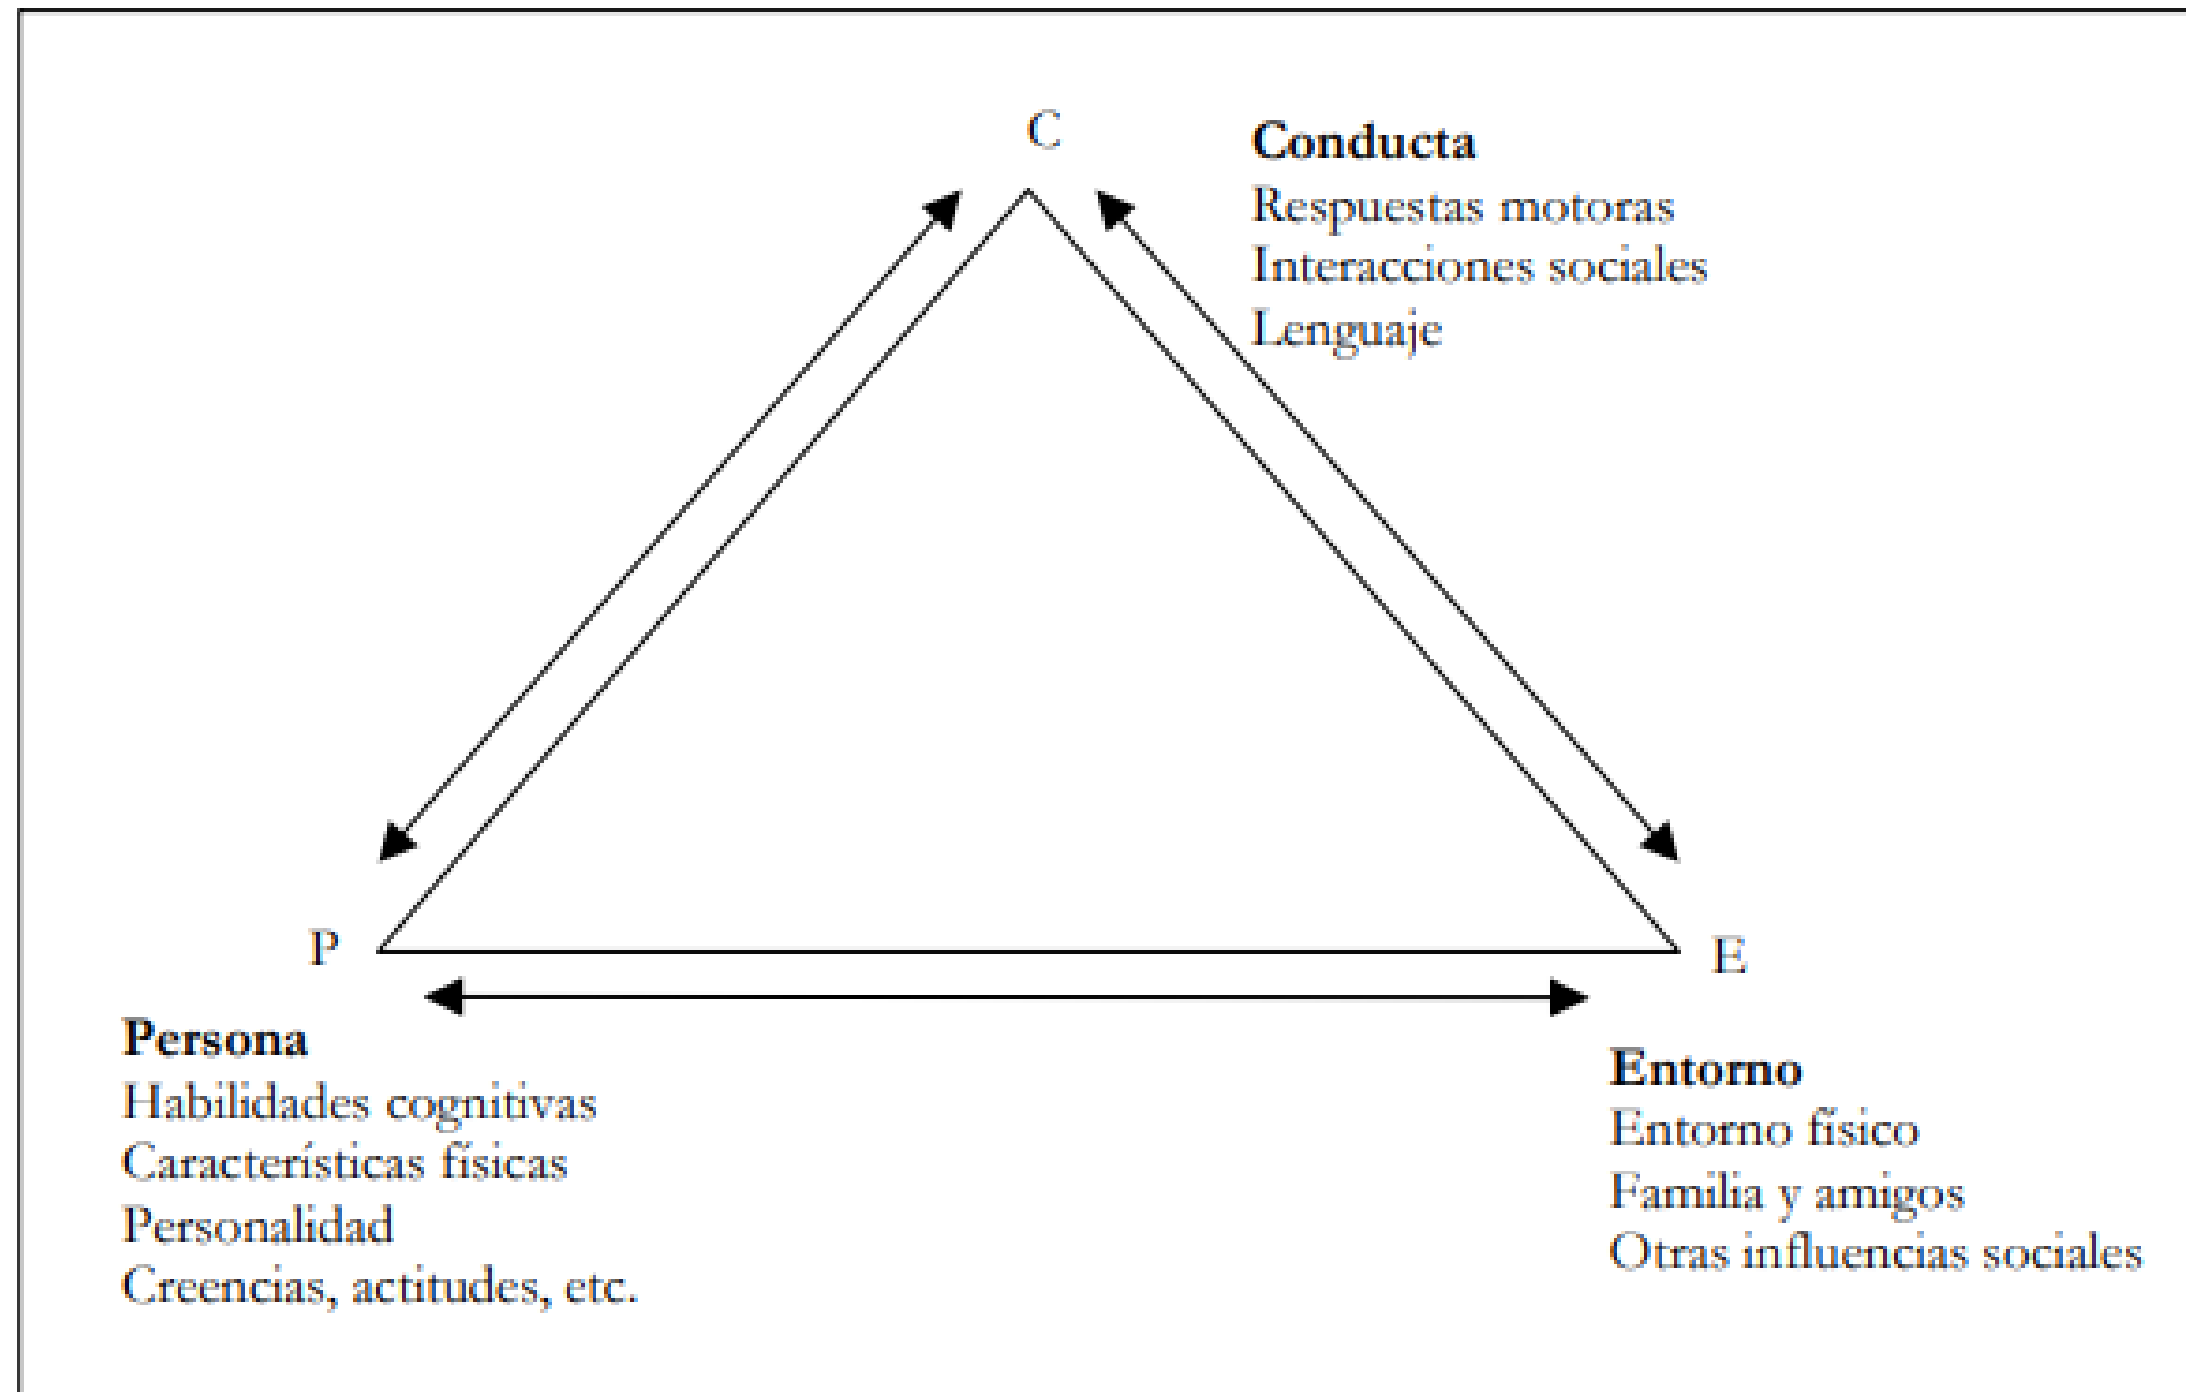 C
Conducta
Respuestas motoras
Interacciones sociales
Lenguaje
P
E
Persona
Habilidades cognitivas
Características físicas
Personalidad
Creencias, actitudes, etc.
Entorno
Entorno físico
Familia y amigos
Otras influencias sociales